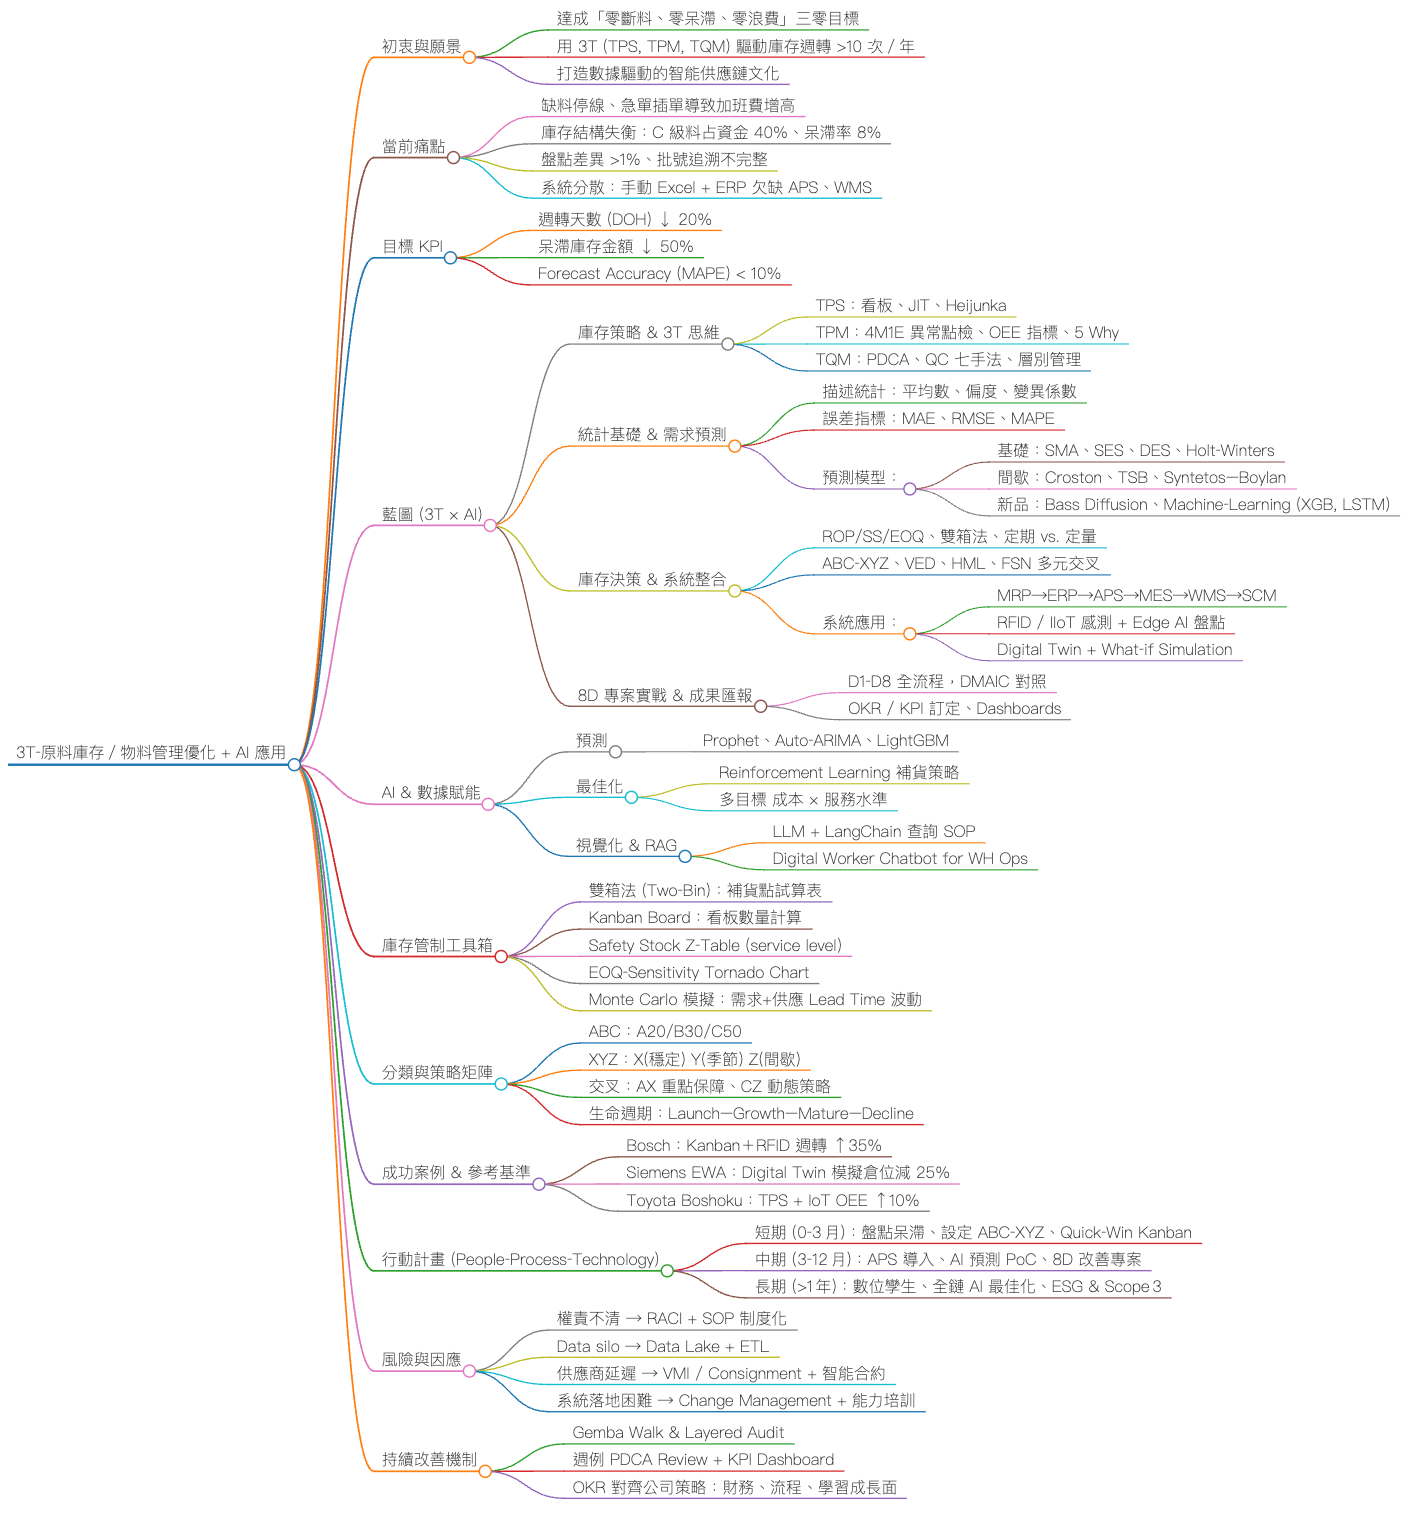 3T-原料庫存 / 物料管理優化 + AI 應用
初衷與願景
達成「零斷料、零呆滯、零浪費」三零目標
用 3T (TPS, TPM, TQM) 驅動庫存週轉 >10 次 / 年
打造數據驅動的智能供應鏈文化
當前痛點
缺料停線、急單插單導致加班費增高
庫存結構失衡：C 級料占資金 40%、呆滯率 8%
盤點差異 >1%、批號追溯不完整
系統分散：手動 Excel + ERP 欠缺 APS、WMS
目標 KPI
週轉天數 (DOH) ↓ 20%
呆滯庫存金額 ↓ 50%
Forecast Accuracy (MAPE) < 10%
藍圖 (3T × AI)
庫存策略 & 3T 思維
TPS：看板、JIT、Heijunka
TPM：4M1E 異常點檢、OEE 指標、5 Why
TQM：PDCA、QC 七手法、層別管理
統計基礎 & 需求預測
描述統計：平均數、偏度、變異係數
誤差指標：MAE、RMSE、MAPE
預測模型：
基礎：SMA、SES、DES、Holt-Winters
間歇：Croston、TSB、Syntetos–Boylan
新品：Bass Diffusion、Machine-Learning (XGB, LSTM)
庫存決策 & 系統整合
ROP/SS/EOQ、雙箱法、定期 vs. 定量
ABC-XYZ、VED、HML、FSN 多元交叉
系統應用：
MRP→ERP→APS→MES→WMS→SCM
RFID / IIoT 感測 + Edge AI 盤點
Digital Twin + What-if Simulation
8D 專案實戰 & 成果匯報
D1-D8 全流程，DMAIC 對照
OKR / KPI 訂定、Dashboards
AI & 數據賦能
預測
Prophet、Auto-ARIMA、LightGBM
最佳化
Reinforcement Learning 補貨策略
多目標 成本 × 服務水準
視覺化 & RAG
LLM + LangChain 查詢 SOP
Digital Worker Chatbot for WH Ops
庫存管制工具箱
雙箱法 (Two-Bin)：補貨點試算表
Kanban Board：看板數量計算
Safety Stock Z-Table (service level)
EOQ-Sensitivity Tornado Chart
Monte Carlo 模擬：需求+供應 Lead Time 波動
分類與策略矩陣
ABC：A20/B30/C50
XYZ：X(穩定) Y(季節) Z(間歇)
交叉：AX 重點保障、CZ 動態策略
生命週期：Launch–Growth–Mature–Decline
成功案例 & 參考基準
Bosch：Kanban＋RFID 週轉 ↑35%
Siemens EWA：Digital Twin 模擬倉位減 25%
Toyota Boshoku：TPS + IoT OEE ↑10%
行動計畫 (People-Process-Technology)
短期 (0-3 月)：盤點呆滯、設定 ABC-XYZ、Quick-Win Kanban
中期 (3-12 月)：APS 導入、AI 預測 PoC、8D 改善專案
長期 (>1 年)：數位孿生、全鏈 AI 最佳化、ESG & Scope 3
風險與因應
權責不清 → RACI + SOP 制度化
Data silo → Data Lake + ETL
供應商延遲 → VMI / Consignment + 智能合約
系統落地困難 → Change Management + 能力培訓
持續改善機制
Gemba Walk & Layered Audit
週例 PDCA Review + KPI Dashboard
OKR 對齊公司策略：財務、流程、學習成長面